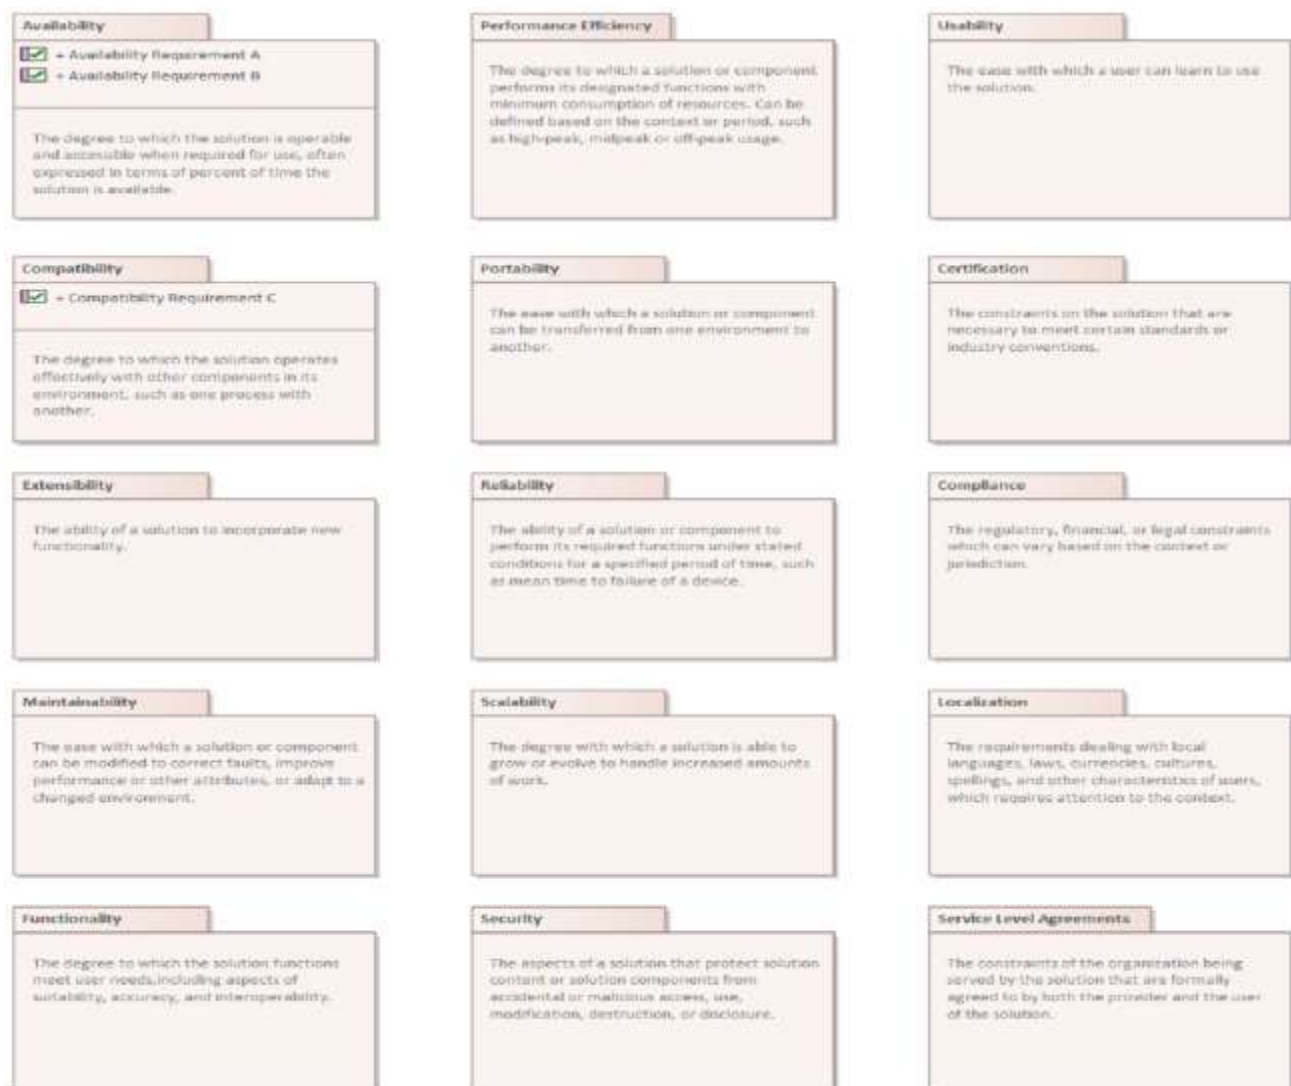 Availability
+ Availability Requirement A
+ Availability Requirement B
The degree to which the solution is operable
and accessible when required for use, often
expressed in terms of percent of time the
solution is available.
Performance Efficiency
The degree to which a solution or component
performs its designated functions with
minimum consumption of resources. Can be
defined based on the context or period, such
as high-peak, midpeak or off-peak usage.
Usability
The ease with which a user can learn to use
the solution.
Compatibility
+ Compatibility Requirement C
The degree to which the solution operates
effectively with other components in its
environment, such as one process with
another.
Portability
The ease with which a solution or component
can be transferred from one environment to
another.
Certification
The constraints on the solution that are
necessary to meet certain standards or
industry conventions.
Extensibility
The ability of a solution to incorporate new
functionality.
Reliability
The ability of a solution or component to
perform its required functions under stated
conditions for a specified period of time, such
as mean time to failure of a device.
Compliance
The regulatory, financial, or legal constraints
which can vary based on the context or
jurisdiction.
Maintainability
The ease with which a solution or component
can be modified to correct faults, improve
performance or other attributes, or adapt to a
changed environment.
Scalability
The degree with which a solution is able to
grow or evolve to handle increased amounts
of work.
Localization
The requirements dealing with local
languages, laws, currencies, cultures,
spellings, and other characteristics of users,
which requires attention to the context.
Functionality
The degree to which the solution functions
meet user needs,including aspects of
suitability, accuracy, and interoperability.
Security
The aspects of a solution that protect solution
content or solution components from
accidental or malicious access, use,
modification, destruction, or disclosure.
Service Level Agreements
The constraints of the organization being
served by the solution that are formally
agreed to by both the provider and the user
of the solution.